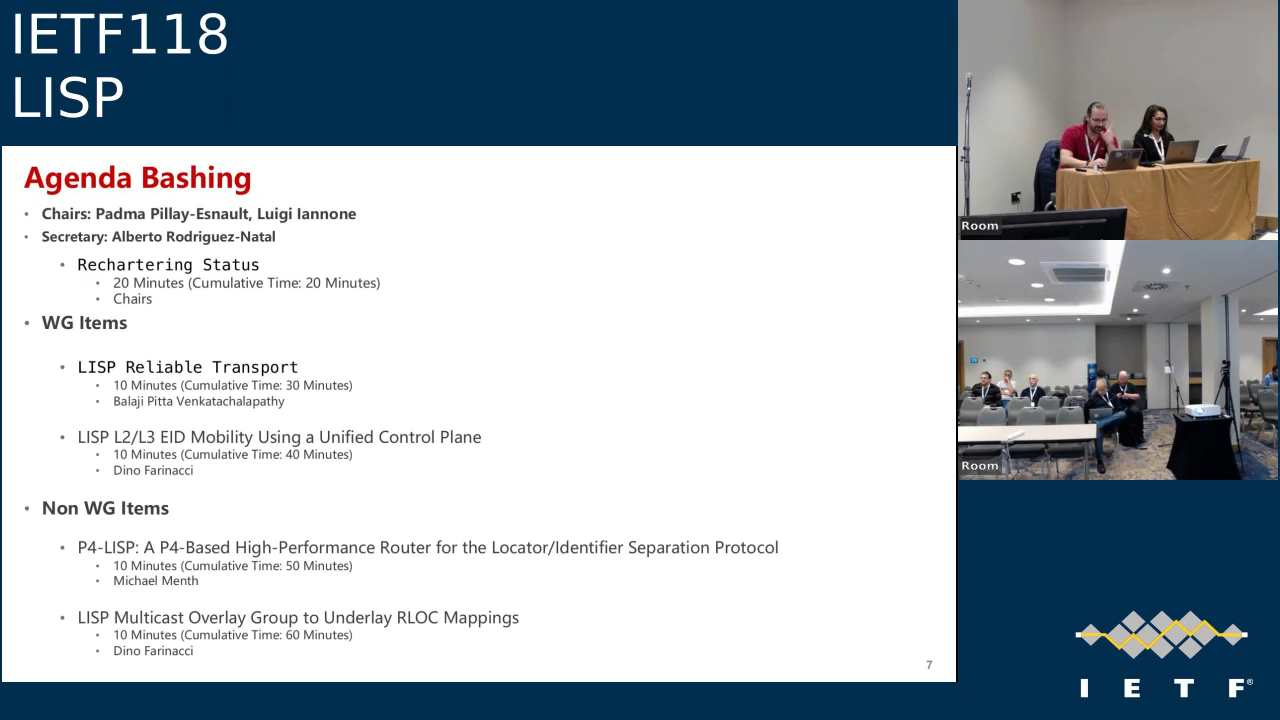 IETF118
LISP
Agenda Bashing
• Chairs: Padma Pillay-Esnault, Luigi Iannone
• Secretary: Alberto Rodriguez-Natal
• Rechartering Status
• 20 Minutes (Cumulative Time: 20 Minutes)
• Chairs
• WG Items
• LISP Reliable Transport
• 10 Minutes (Cumulative Time: 30 Minutes)
• Balaji Pitta Venkatachalapathy
• LISP L2/L3 EID Mobility Using a Unified Control Plane
• 10 Minutes (Cumulative Time: 40 Minutes)
• Dino Farinacci
• Non WG Items
• P4-LISP: A P4-Based High-Performance Router for the Locator/Identifier Separation Protocol
• 10 Minutes (Cumulative Time: 50 Minutes)
• Michael Menth
• LISP Multicast Overlay Group to Underlay RLOC Mappings
• 10 Minutes (Cumulative Time: 60 Minutes)
• Dino Farinacci
7
Room
Room
I E T F®